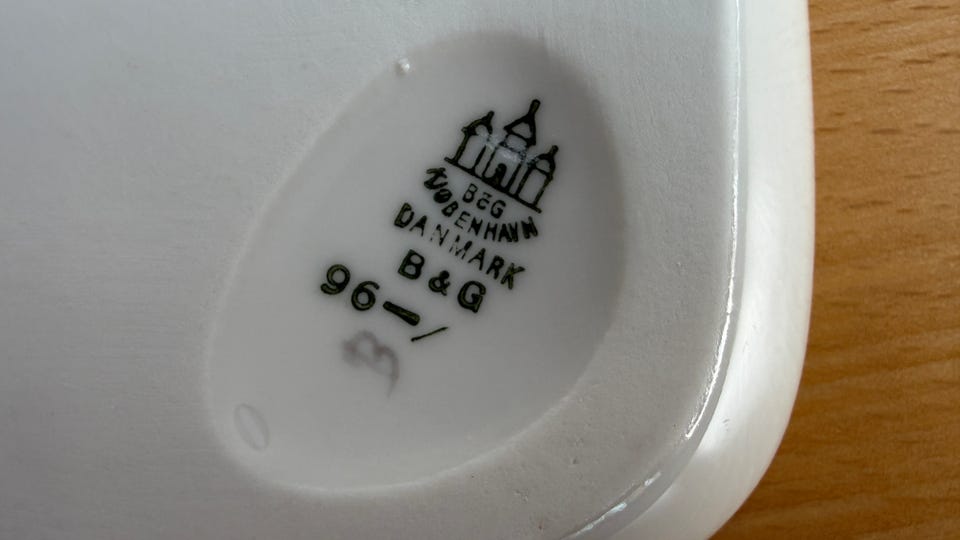 B&G
KØBENHAVN
DANMARK
B & G
96-/
B